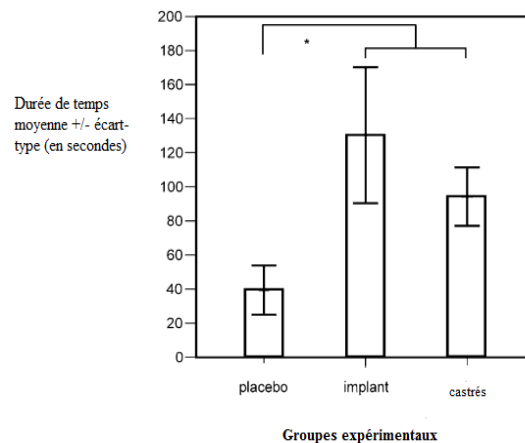 200
180
160
140
120
100
80
60
40
20
0
*
Durée de temps
moyenne +/- écart-
type (en secondes)
placebo
implant
castrés
Groupes expérimentaux